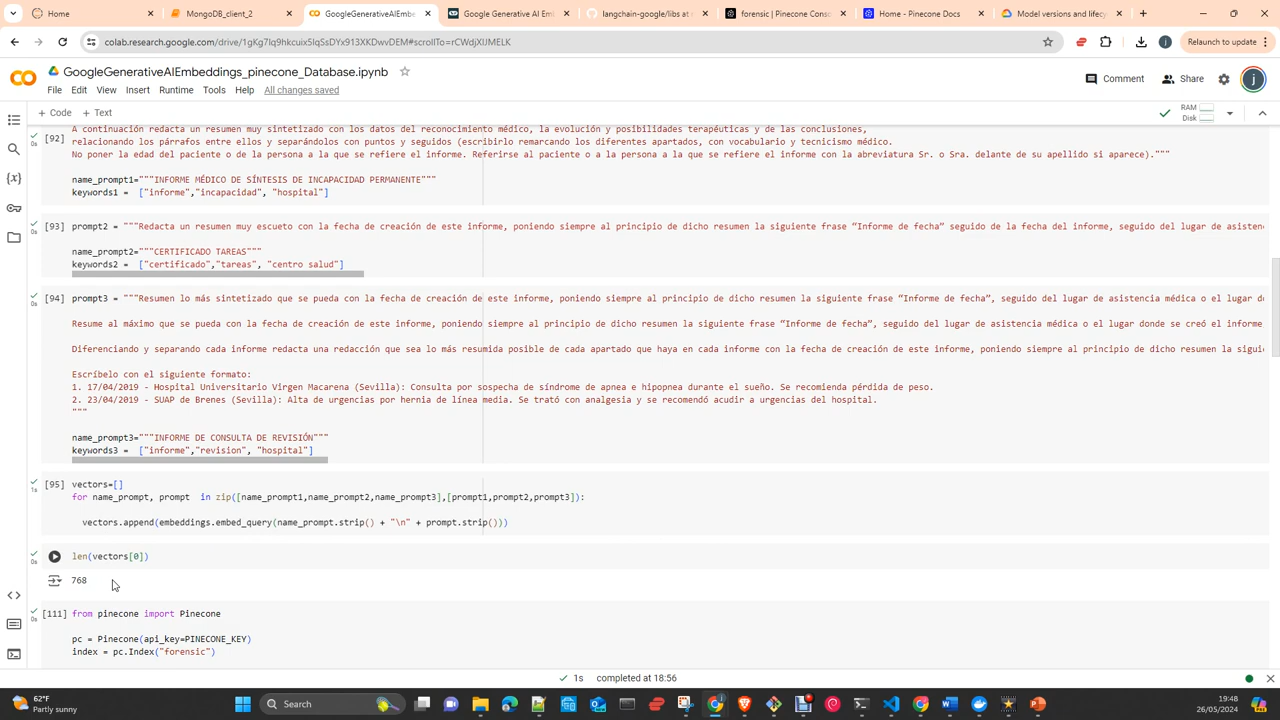 Home
MongoDB_client_2
GoogleGenerativeAIEmbe
Google Generative AI Emb
langchain-google/libs at m
forensic | Pinecone Conso
Home - Pinecone Docs
Model versions and lifecy
colab.research.google.com/drive/1gKg7lq9hkcuix5lqSsDYx913XKDwvDEM#scrollTo=rCWdjXIJMELK
Relaunch to update
GoogleGenerativeAIEmbeddings_pinecone_Database.ipynb
Comment
Share
File Edit View Insert Runtime Tools Help All changes saved
+ Code + Text
RAM
Disk
A continuación redacta un resumen muy sintetizado con los datos del reconocimiento médico, la evolución y posibilidades terapéuticas y de las conclusiones,
[92]
0s
relacionando los párrafos entre ellos y separándolos con puntos y seguidos (escribirlo remarcando los diferentes apartados, con vocabulario y tecnicismo médico.
No poner la edad del paciente o de la persona a la que se refiere el informe. Referirse al paciente o a la persona a la que se refiere el informe con la abreviatura Sr. o Sra. delante de su apellido si aparece)."""
name_prompt1="""INFORME MÉDICO DE SÍNTESIS DE INCAPACIDAD PERMANENTE"""
keywords1 = ["informe","incapacidad", "hospital"]
[93] prompt2 = """Redacta un resumen muy escueto con la fecha de creación de este informe, poniendo siempre al principio de dicho resumen la siguiente frase “Informe de fecha” seguido de la fecha del informe, seguido del lugar de asisten
0s
name_prompt2="""CERTIFICADO TAREAS"""
keywords2 = ["certificado","tareas", "centro salud"]
[94] prompt3 = """Resumen lo más sintetizado que se pueda con la fecha de creación de este informe, poniendo siempre al principio de dicho resumen la siguiente frase “Informe de fecha”, seguido del lugar de asistencia médica o el lugar d
0s
Resume al máximo que se pueda con la fecha de creación de este informe, poniendo siempre al principio de dicho resumen la siguiente frase “Informe de fecha”, seguido del lugar de asistencia médica o el lugar donde se creó el informe
Diferenciando y separando cada informe redacta una redacción que sea lo más resumida posible de cada apartado que haya en cada informe con la fecha de creación de este informe, poniendo siempre al principio de dicho resumen la sigui
Escríbelo con el siguiente formato:
1. 17/04/2019 - Hospital Universitario Virgen Macarena (Sevilla): Consulta por sospecha de síndrome de apnea e hipopnea durante el sueño. Se recomienda pérdida de peso.
2. 23/04/2019 - SUAP de Brenes (Sevilla): Alta de urgencias por hernia de línea media. Se trató con analgesia y se recomendó acudir a urgencias del hospital.
"""
name_prompt3="""INFORME DE CONSULTA DE REVISIÓN"""
keywords3 = ["informe","revision", "hospital"]
[95] vectors=[]
1s
for name_prompt, prompt in zip([name_prompt1,name_prompt2,name_prompt3],[prompt1,prompt2,prompt3]):
vectors.append(embeddings.embed_query(name_prompt.strip() + "\n" + prompt.strip()))
len(vectors[0])
0s
768
[111] from pinecone import Pinecone
0s
pc = Pinecone(api_key=PINECONE_KEY)
index = pc.Index("forensic")
1s completed at 18:56
62°F
Partly sunny
Search
19:48
26/05/2024